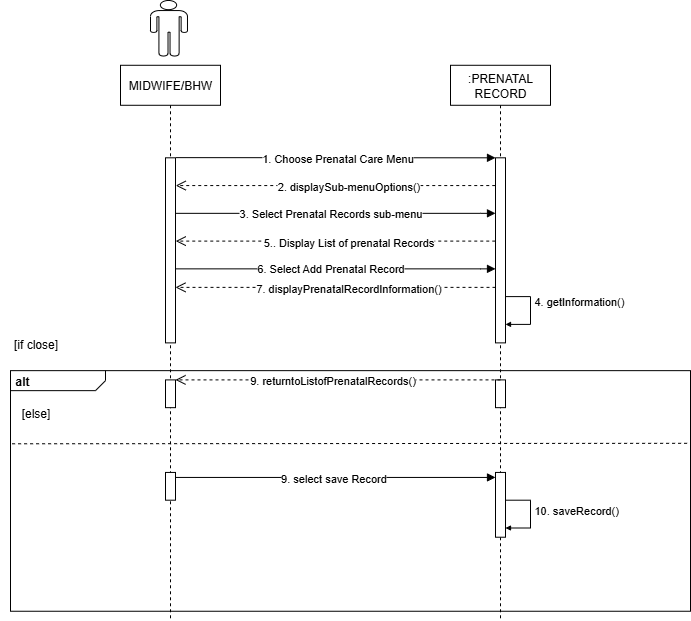 MIDWIFE/BHW
:PRENATAL
RECORD
1. Choose Prenatal Care Menu
2. displaySub-menuOptions()
3. Select Prenatal Records sub-menu
5.. Display List of prenatal Records
6. Select Add Prenatal Record
7. displayPrenatalRecordInformation()
4. getInformation()
[if close]
alt
9. returntoListofPrenatalRecords()
[else]
9. select save Record
10. saveRecord()